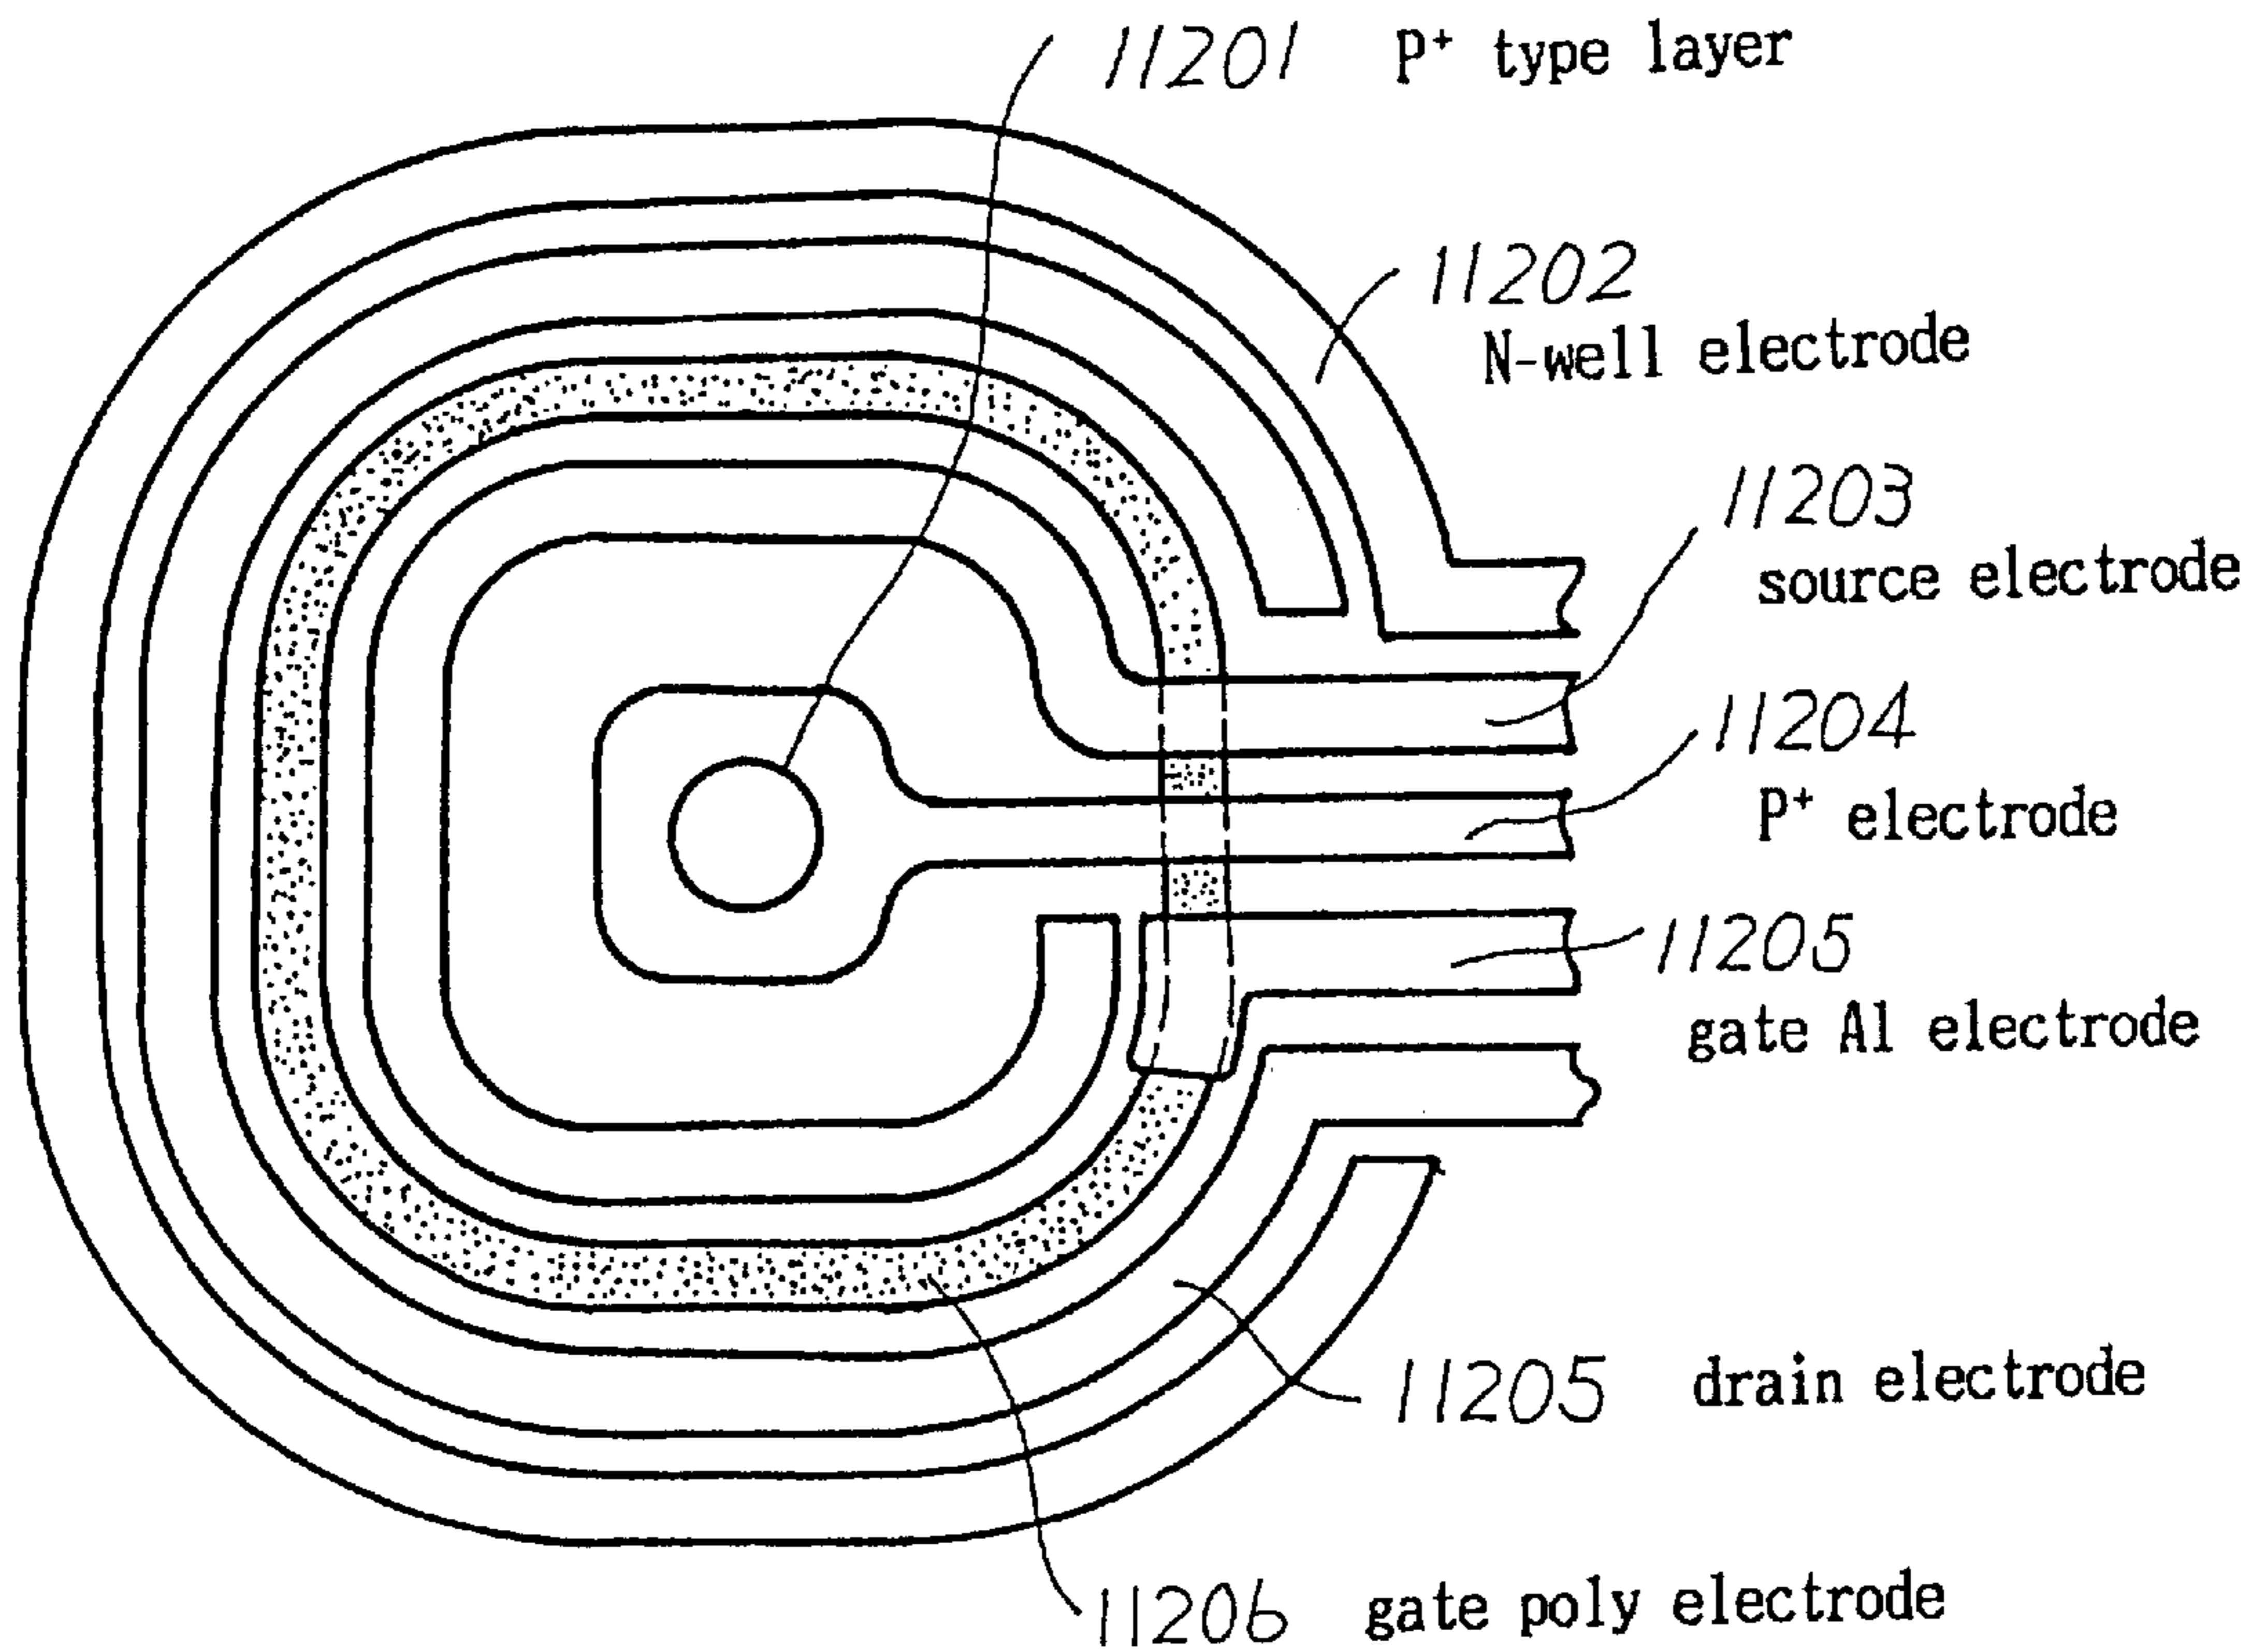 11201 P⁺ type layer
11202
N-well electrode
11203
source electrode
11204
P⁺ electrode
11205
gate Al electrode
11205 drain electrode
11206 gate poly electrode